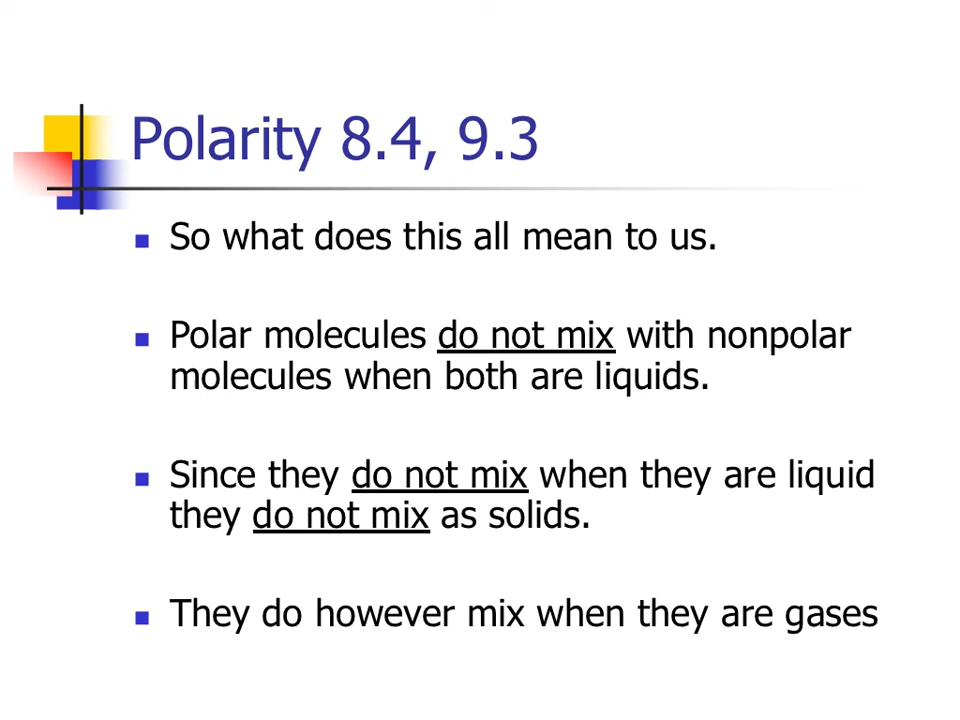 Polarity 8.4, 9.3
So what does this all mean to us.
Polar molecules do not mix with nonpolar
molecules when both are liquids.
Since they do not mix when they are liquid
they do not mix as solids.
They do however mix when they are gases